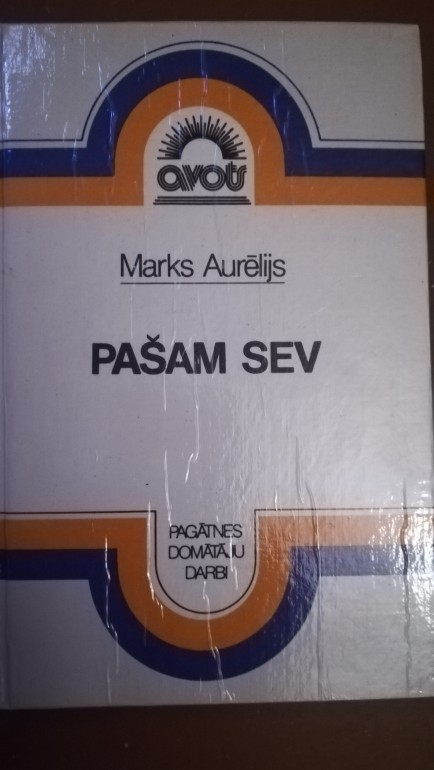 avots
Marks Aurēlijs
PAŠAM SEV
PAGĀTNES
DOMĀTĀJU
DARBI